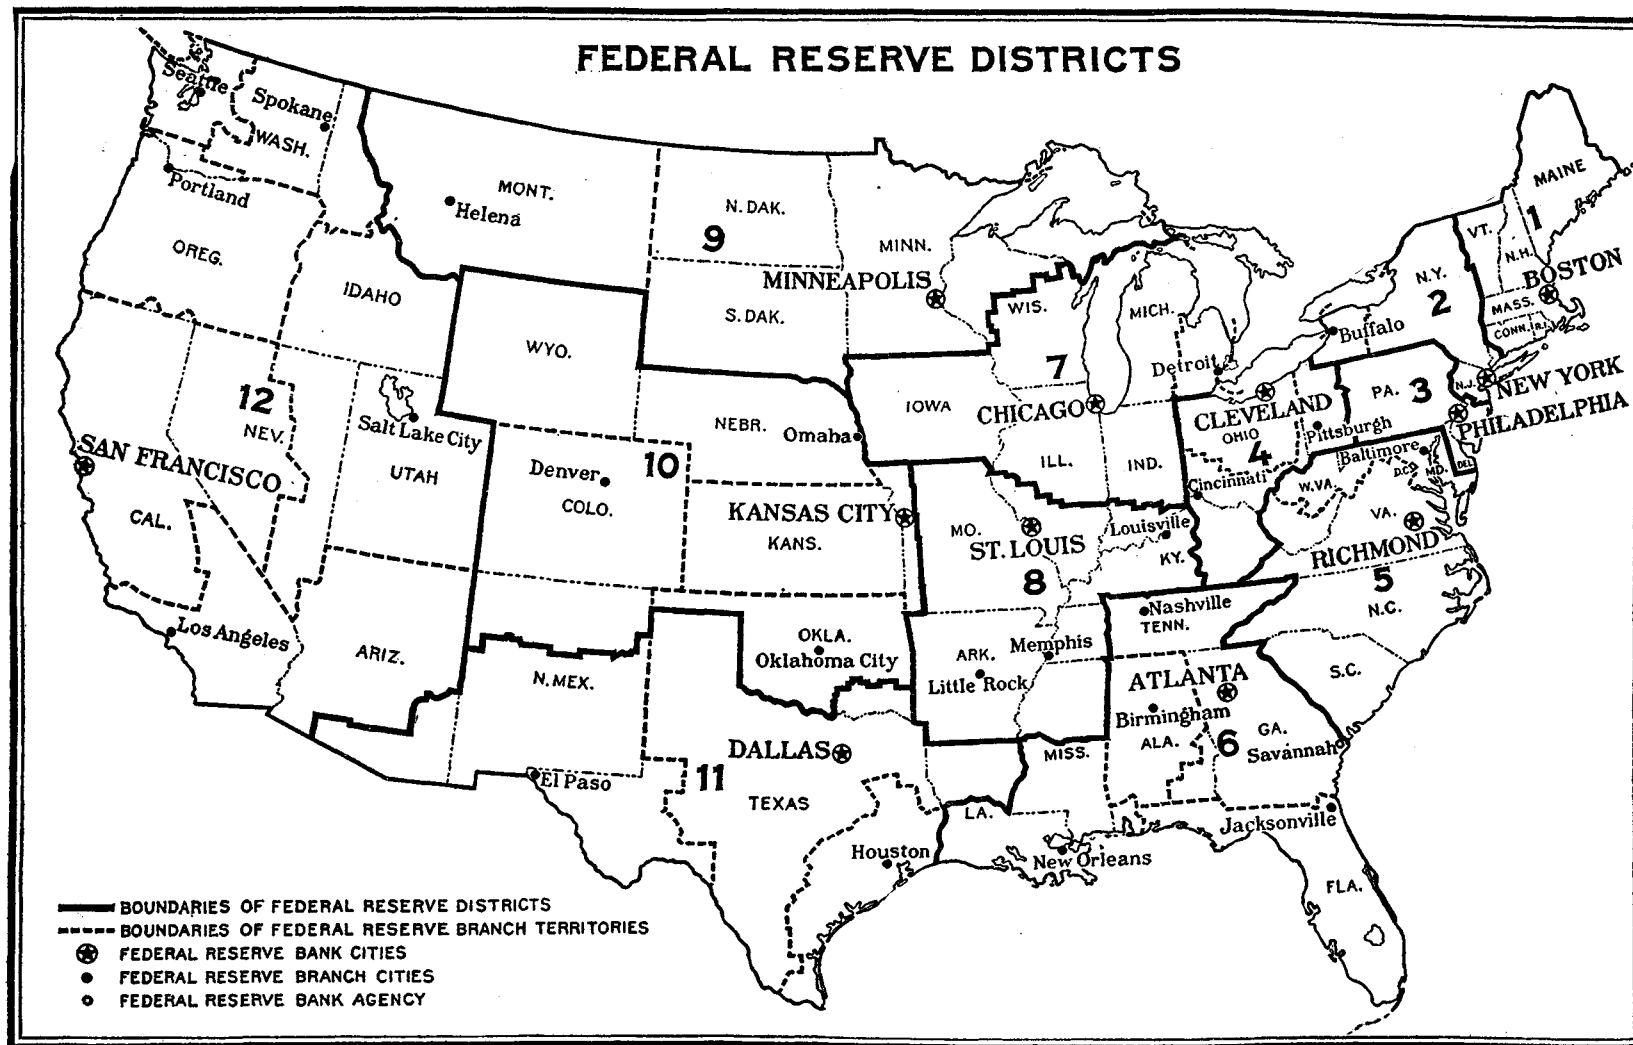 FEDERAL RESERVE DISTRICTS
Seattle
Spokane
WASH.
Portland
OREG.
IDAHO
MONT.
Helena
N. DAK.
9
MINN.
MINNEAPOLIS
S. DAK.
WYO.
WIS.
MICH.
7
Detroit
CHICAGO
IOWA
MAINE
VT.
1
N.H.
BOSTON
MASS.
CONN.
R.I.
N.Y.
2
Buffalo
N.J.
NEW YORK
PA.
3
PHILADELPHIA
CLEVELAND
OHIO
4
Pittsburgh
Baltimore
D.C.
MD.
DEL.
Cincinnati
W.VA.
VA.
RICHMOND
5
N.C.
S.C.
12
NEV.
SAN FRANCISCO
CAL.
Los Angeles
Salt Lake City
UTAH
ARIZ.
NEBR.
Omaha
10
Denver
COLO.
KANSAS CITY
KANS.
ILL.
IND.
MO.
ST. LOUIS
8
Louisville
KY.
Nashville
TENN.
Memphis
ARK.
Little Rock
OKLA.
Oklahoma City
N. MEX.
El Paso
DALLAS
11
TEXAS
Houston
LA.
New Orleans
MISS.
ATLANTA
Birmingham
ALA.
6
GA.
Savannah
Jacksonville
FLA.
BOUNDARIES OF FEDERAL RESERVE DISTRICTS
BOUNDARIES OF FEDERAL RESERVE BRANCH TERRITORIES
FEDERAL RESERVE BANK CITIES
FEDERAL RESERVE BRANCH CITIES
FEDERAL RESERVE BANK AGENCY